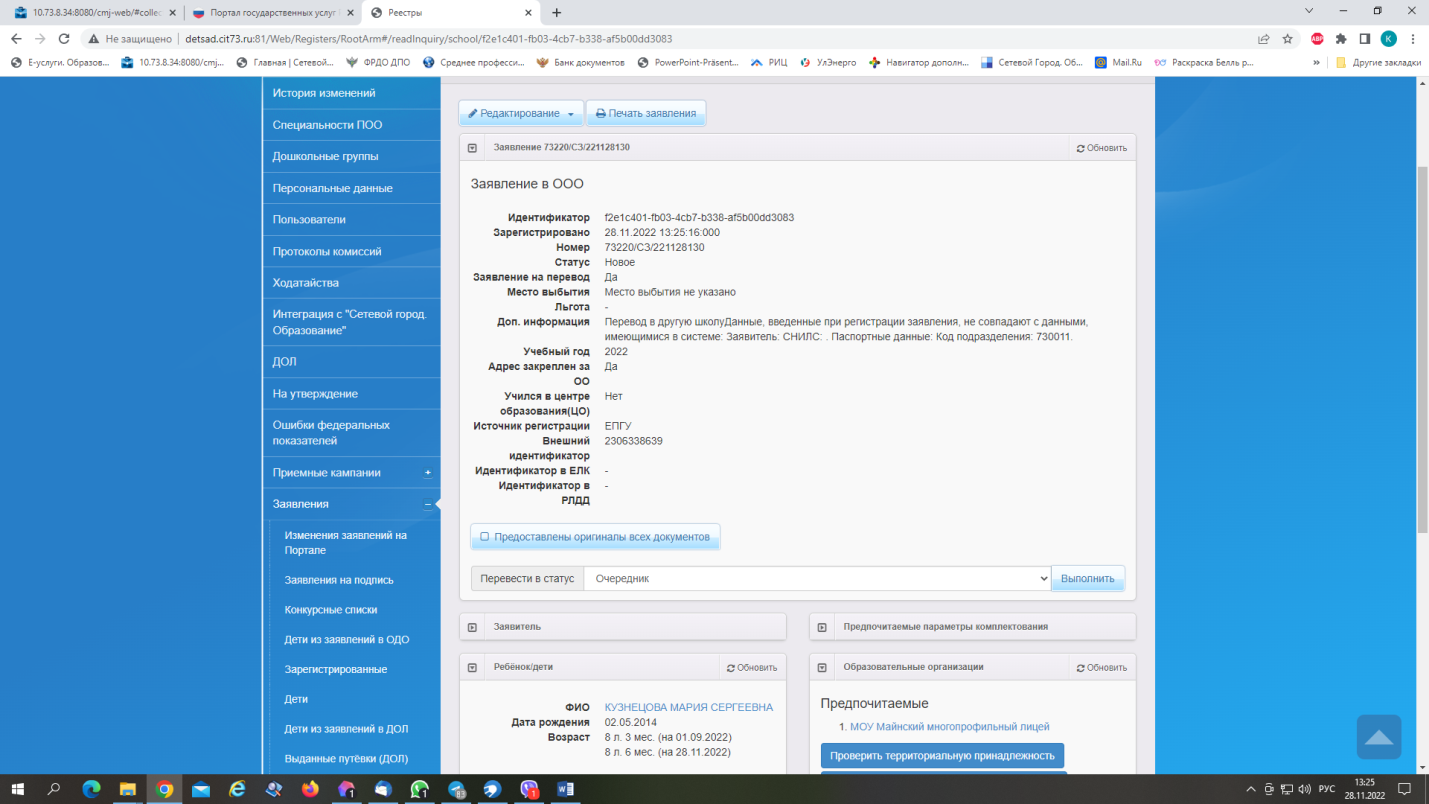 10.73.8.34:8080/cmj-web/#collec
Портал государственных услуг
Реестры
Не защищено | detsad.cit73.ru:81/Web/Registers/RootArm#/readInquiry/school/f2e1c401-fb03-4cb7-b338-af5b00dd3083
Е-услуги. Образов...
10.73.8.34:8080/cmj...
Главная | Сетевой...
ФРДО ДПО
Среднее професси...
Банк документов
PowerPoint-Präsent...
РИЦ
УлЭнерго
Навигатор дополн...
Сетевой Город. Об...
Mail.Ru
Раскраска Белль р...
»
Другие закладки
История изменений
Специальности ПОО
Дошкольные группы
Персональные данные
Пользователи
Протоколы комиссий
Ходатайства
Интеграция с "Сетевой город.
Образование"
ДОЛ
На утверждение
Ошибки федеральных
показателей
Приемные кампании
Заявления
Изменения заявлений на
Портале
Заявления на подпись
Конкурсные списки
Дети из заявлений в ОДО
Зарегистрированные
Дети
Дети из заявлений в ДОЛ
Выданные путёвки (ДОЛ)
Редактирование
Печать заявления
Заявление 73220/СЗ/221128130
Обновить
Заявление в ООО
Идентификатор f2e1c401-fb03-4cb7-b338-af5b00dd3083
Зарегистрировано 28.11.2022 13:25:16:000
Номер 73220/СЗ/221128130
Статус Новое
Заявление на перевод Да
Место выбытия Место выбытия не указано
Льгота -
Доп. информация Перевод в другую школуДанные, введенные при регистрации заявления, не совпадают с данными,
имеющимися в системе: Заявитель: СНИЛС: . Паспортные данные: Код подразделения: 730011.
Учебный год 2022
Адрес закреплен за Да
ОО
Учился в центре Нет
образования(ЦО)
Источник регистрации ЕПГУ
Внешний 2306338639
идентификатор
Идентификатор в ЕЛК -
Идентификатор в -
РЛДД
Предоставлены оригиналы всех документов
Перевести в статус Очередник Выполнить
Заявитель
Предпочитаемые параметры комплектования
Ребёнок/дети Обновить
ФИО КУЗНЕЦОВА МАРИЯ СЕРГЕЕВНА
Дата рождения 02.05.2014
Возраст 8 л. 3 мес. (на 01.09.2022)
8 л. 6 мес. (на 28.11.2022)
Образовательные организации Обновить
Предпочитаемые
1. МОУ Майнский многопрофильный лицей
Проверить территориальную принадлежность
РУС
13:25
28.11.2022